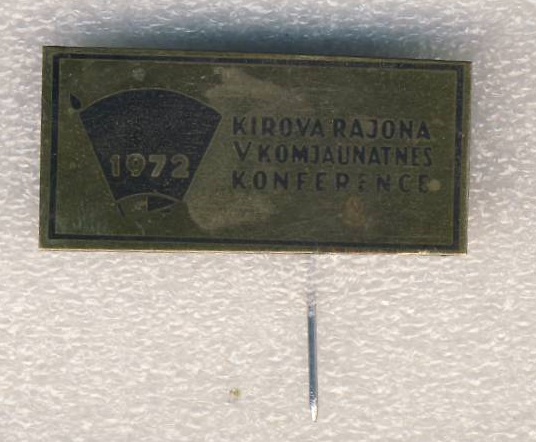 1972
KIROVA RAJONA
V KOMJAUNATNES
KONFERENCE